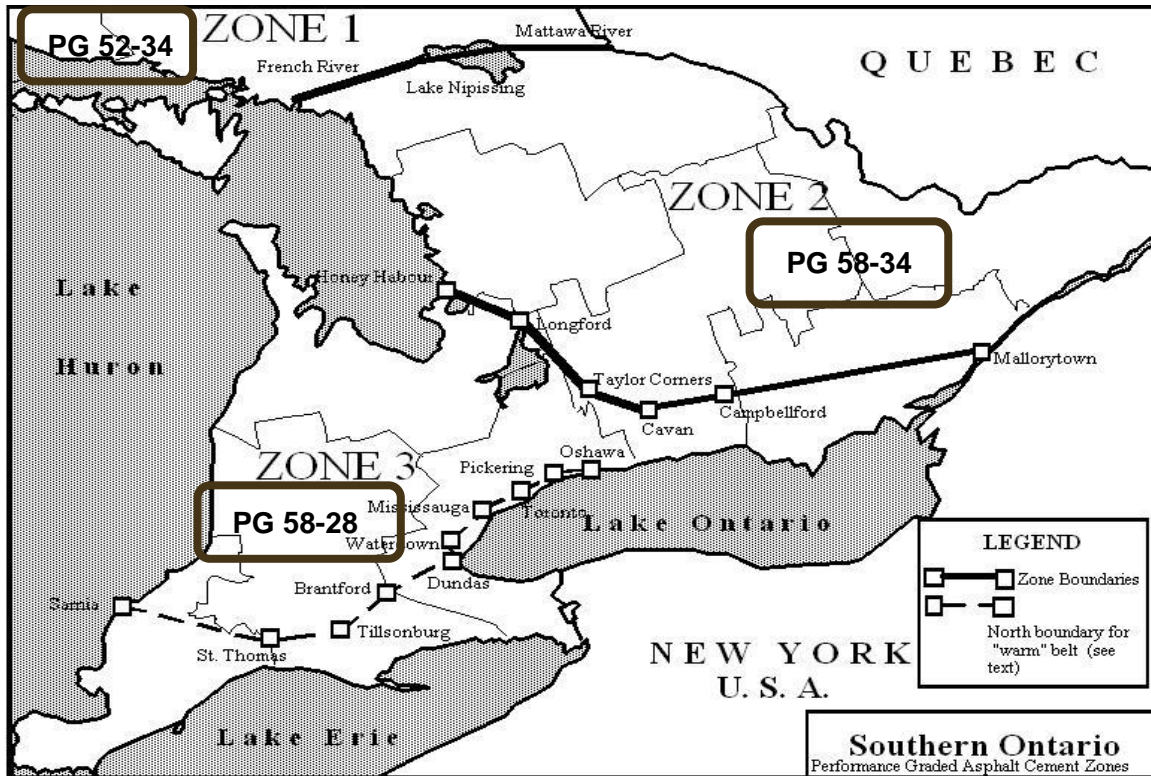 ZONE 1
PG 52-34
Mattawa River
French River
Lake Nipissing
QUEBEC
ZONE 2
PG 58-34
Honey Habour
Lake
Huron
Longford
Mallorytown
Taylor Corners
Campbellford
Cavan
Oshawa
Pickering
ZONE 3
Mississauga
Toronto
PG 58-28
Lake Ontario
Waterdown
Dundas
Brantford
Sarnia
Tillsonburg
St. Thomas
NEW YORK
U. S. A.
Lake Erie
LEGEND
Zone Boundaries
North boundary for
"warm" belt (see
text)
Southern Ontario
Performance Graded Asphalt Cement Zones